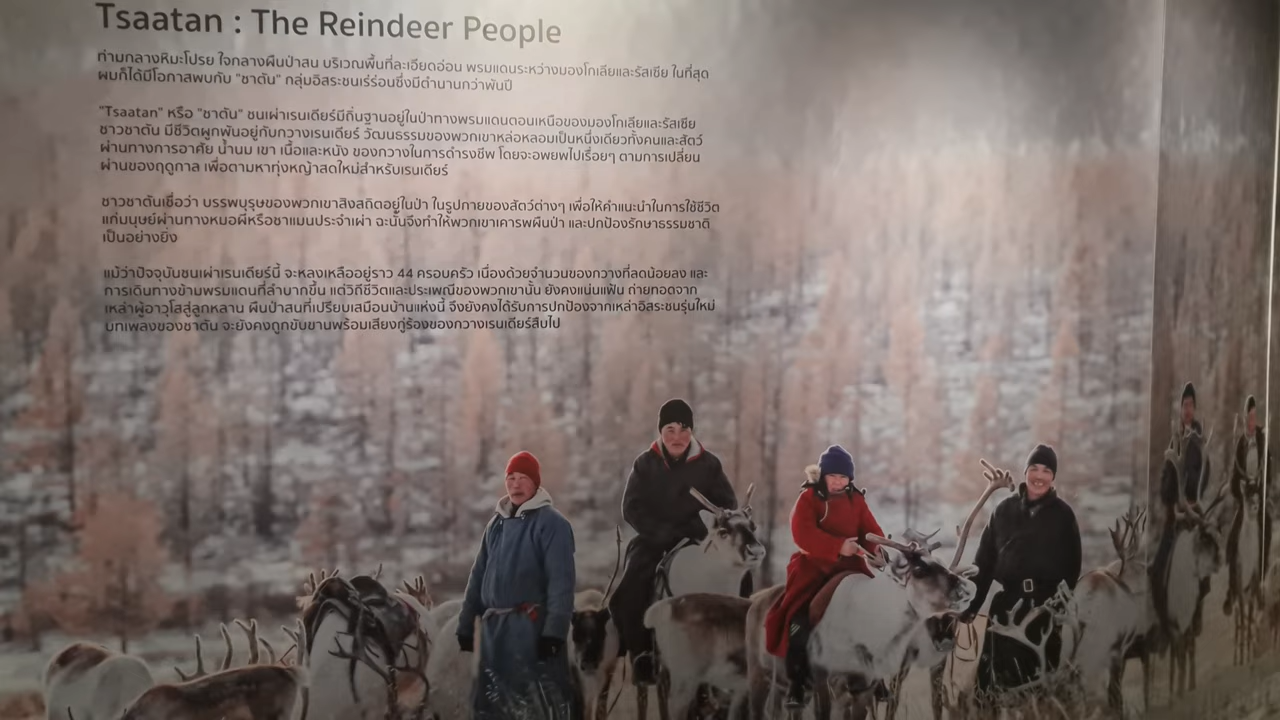 Tsaatan : The Reindeer People
ท่ามกลางหิมะโปรย ใจกลางผืนป่าสน บริเวณพื้นที่ละเอียดอ่อน พรมแดนระหว่างมองโกเลียและรัสเซีย ในที่สุด
ผมก็ได้มีโอกาสพบกับ "ซาตัน" กลุ่มอิสระชนเร่ร่อนซึ่งมีตำนานกว่าพันปี
"Tsaatan" หรือ "ซาตัน" ชนเผ่าเรนเดียร์มีถิ่นฐานอยู่ในป่าทางพรมแดนตอนเหนือของมองโกเลียและรัสเซีย
ชาวซาตัน มีชีวิตผูกพันอยู่กับกวางเรนเดียร์ วัฒนธรรมของพวกเขาหล่อหลอมเป็นหนึ่งเดียวทั้งคนและสัตว์
ผ่านทางการอาศัย น้ำนม เขา เนื้อและหนัง ของกวางในการดำรงชีพ โดยจะอพยพไปเรื่อยๆ ตามการเปลี่ยน
ผ่านของฤดูกาล เพื่อตามหาทุ่งหญ้าสดใหม่สำหรับเรนเดียร์
ชาวซาตันเชื่อว่า บรรพบุรุษของพวกเขาสิงสถิตอยู่ในป่า ในรูปกายของสัตว์ต่างๆ เพื่อให้คำแนะนำในการใช้ชีวิต
แก่มนุษย์ผ่านทางหมอผีหรือชาแมนประจำเผ่า ฉะนั้นจึงทำให้พวกเขาเคารพผืนป่า และปกป้องรักษาธรรมชาติ
เป็นอย่างยิ่ง
แม้ว่าปัจจุบันชนเผ่าเรนเดียร์นี้ จะหลงเหลืออยู่ราว 44 ครอบครัว เนื่องด้วยจำนวนของกวางที่ลดน้อยลง และ
การเดินทางข้ามพรมแดนที่ลำบากขึ้น แต่วิถีชีวิตและประเพณีของพวกเขานั้น ยังคงแน่นแฟ้น ถ่ายทอดจาก
เหล่าผู้อาวุโสสู่ลูกหลาน ผืนป่าสนที่เปรียบเสมือนบ้านแห่งนี้ จึงยังคงได้รับการปกป้องจากเหล่าอิสระชนรุ่นใหม่
บทเพลงของซาตัน จะยังคงถูกขับขานพร้อมเสียงกู่ร้องของกวางเรนเดียร์สืบไป